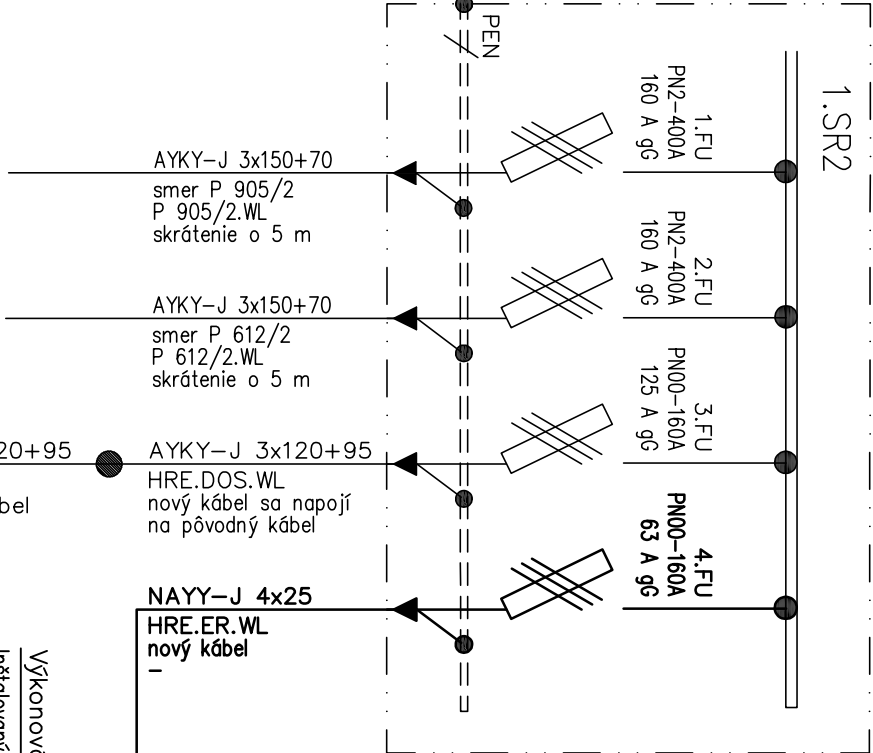 PEN
1.SR2
1.FU
PN2-400A
160 A gG
AYKY-J 3x150+70
smer P 905/2
P 905/2.WL
skrátenie o 5 m
2.FU
PN2-400A
160 A gG
AYKY-J 3x150+70
smer P 612/2
P 612/2.WL
skrátenie o 5 m
3.FU
PN00-160A
125 A gG
20+95
bel
AYKY-J 3x120+95
HRE.DOS.WL
nový kábel sa napojí
na pôvodný kábel
4.FU
PN00-160A
63 A gG
NAYY-J 4x25
HRE.ER.WL
nový kábel
-
Výkonov